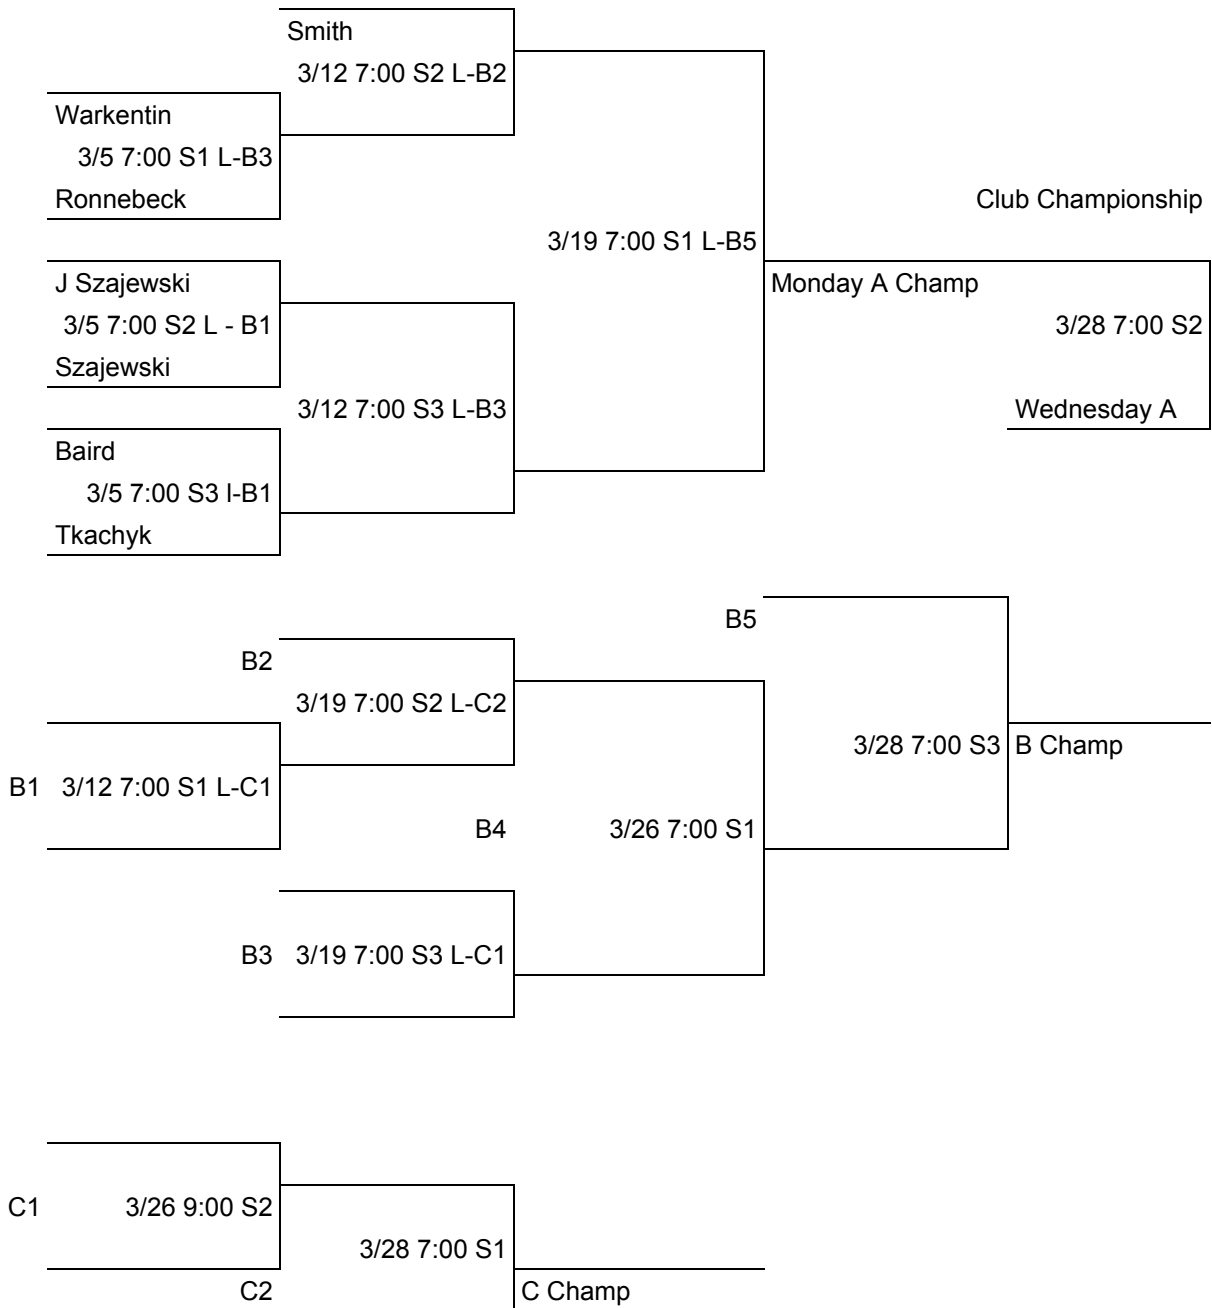 Smith
3/12 7:00 S2 L-B2
Warkentin
3/5 7:00 S1 L-B3
Ronnebeck
Club Championship
3/19 7:00 S1 L-B5
J Szajewski
Monday A Champ
3/5 7:00 S2 L - B1
3/28 7:00 S2
Szajewski
3/12 7:00 S3 L-B3
Wednesday A
Baird
3/5 7:00 S3 l-B1
Tkachyk
B5
B2
3/19 7:00 S2 L-C2
3/28 7:00 S3
B Champ
B1
3/12 7:00 S1 L-C1
B4
3/26 7:00 S1
B3
3/19 7:00 S3 L-C1
C1
3/26 9:00 S2
3/28 7:00 S1
C2
C Champ